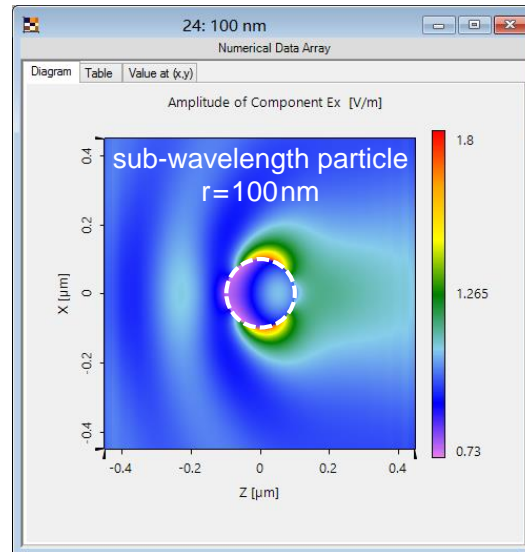 24: 100 nm
Numerical Data Array
Diagram Table Value at (x,y)
Amplitude of Component Ex [V/m]
sub-wavelength particle
r=100nm
0.4
0.2
0
-0.2
-0.4
X [µm]
-0.4 -0.2 0 0.2 0.4
Z [µm]
1.8
1.265
0.73